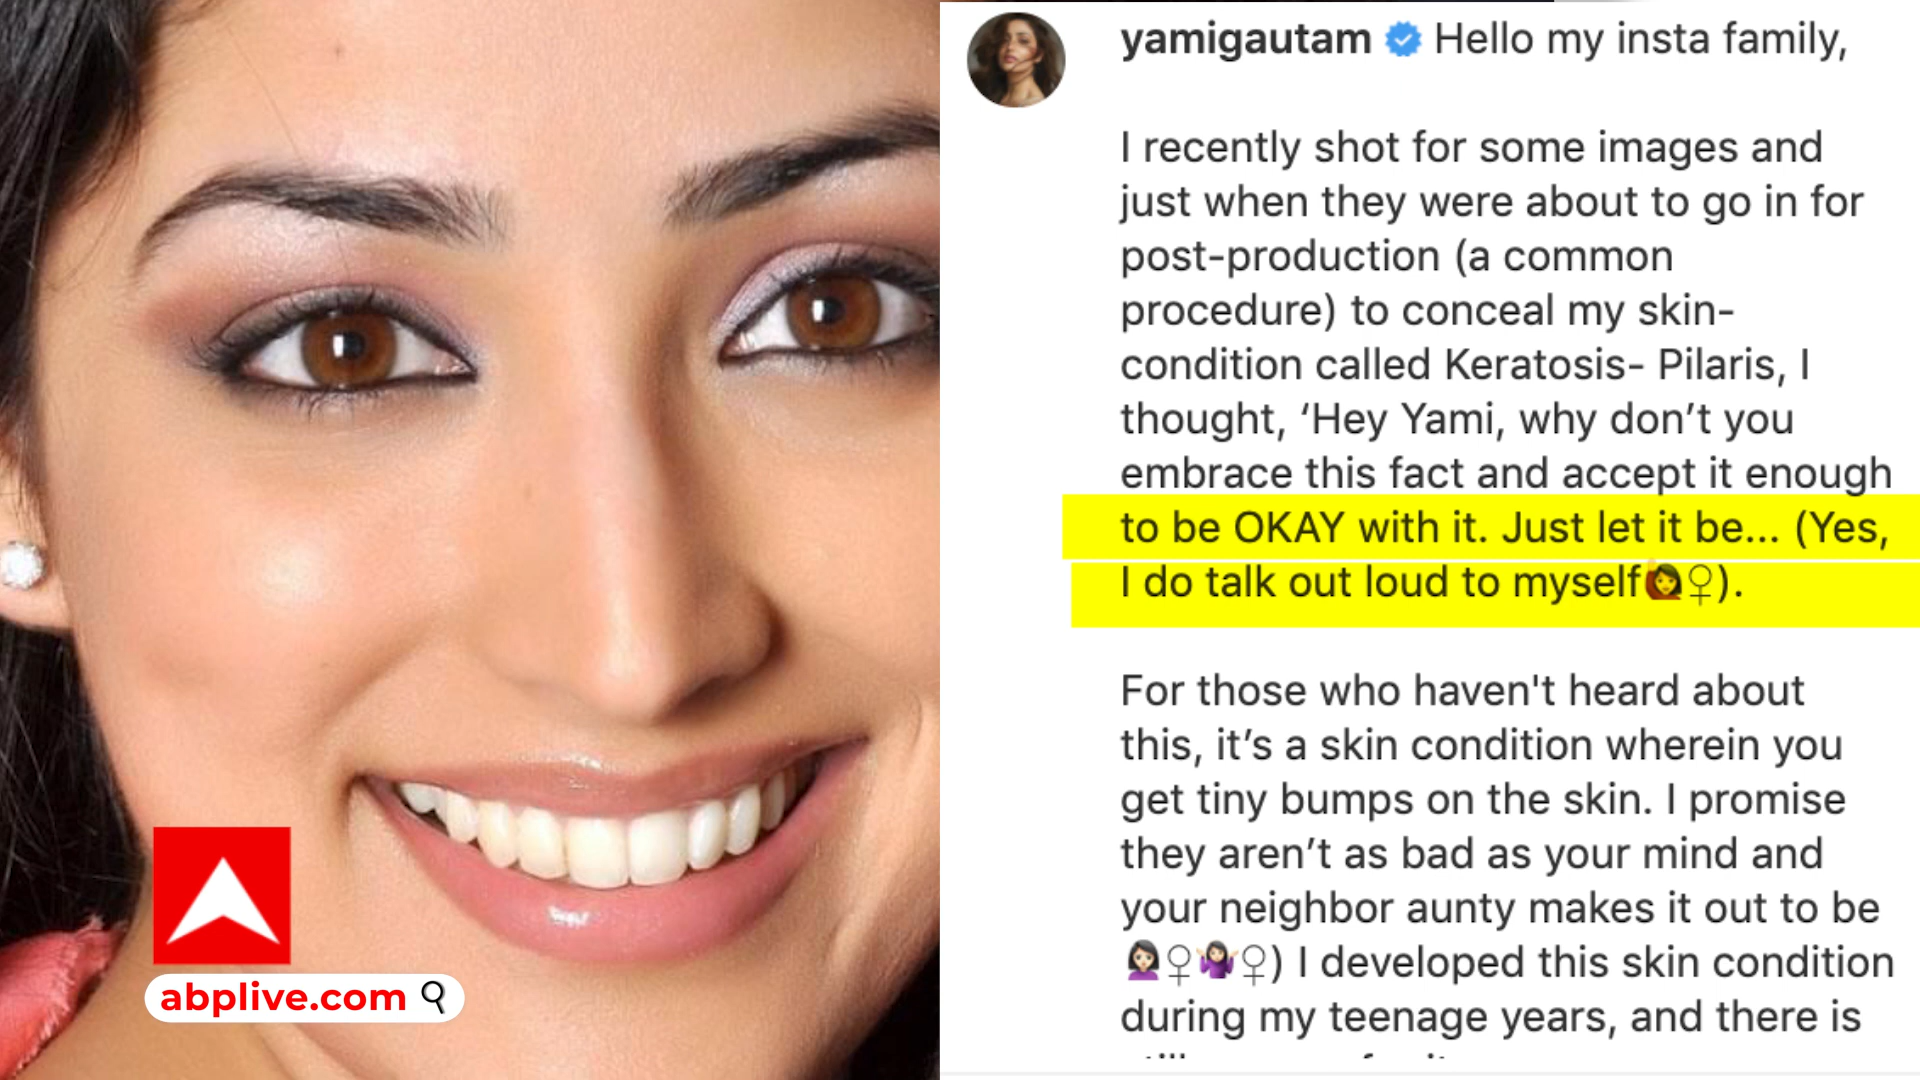 yamigautam Hello my insta family,
I recently shot for some images and
just when they were about to go in for
post-production (a common
procedure) to conceal my skin-
condition called Keratosis- Pilaris, I
thought, ‘Hey Yami, why don’t you
embrace this fact and accept it enough
to be OKAY with it. Just let it be... (Yes,
I do talk out loud to myself🙋♀).
For those who haven't heard about
this, it’s a skin condition wherein you
get tiny bumps on the skin. I promise
they aren’t as bad as your mind and
your neighbor aunty makes it out to be
🙍🏻♀🤷🏻♀) I developed this skin condition
during my teenage years, and there is
abplive.com